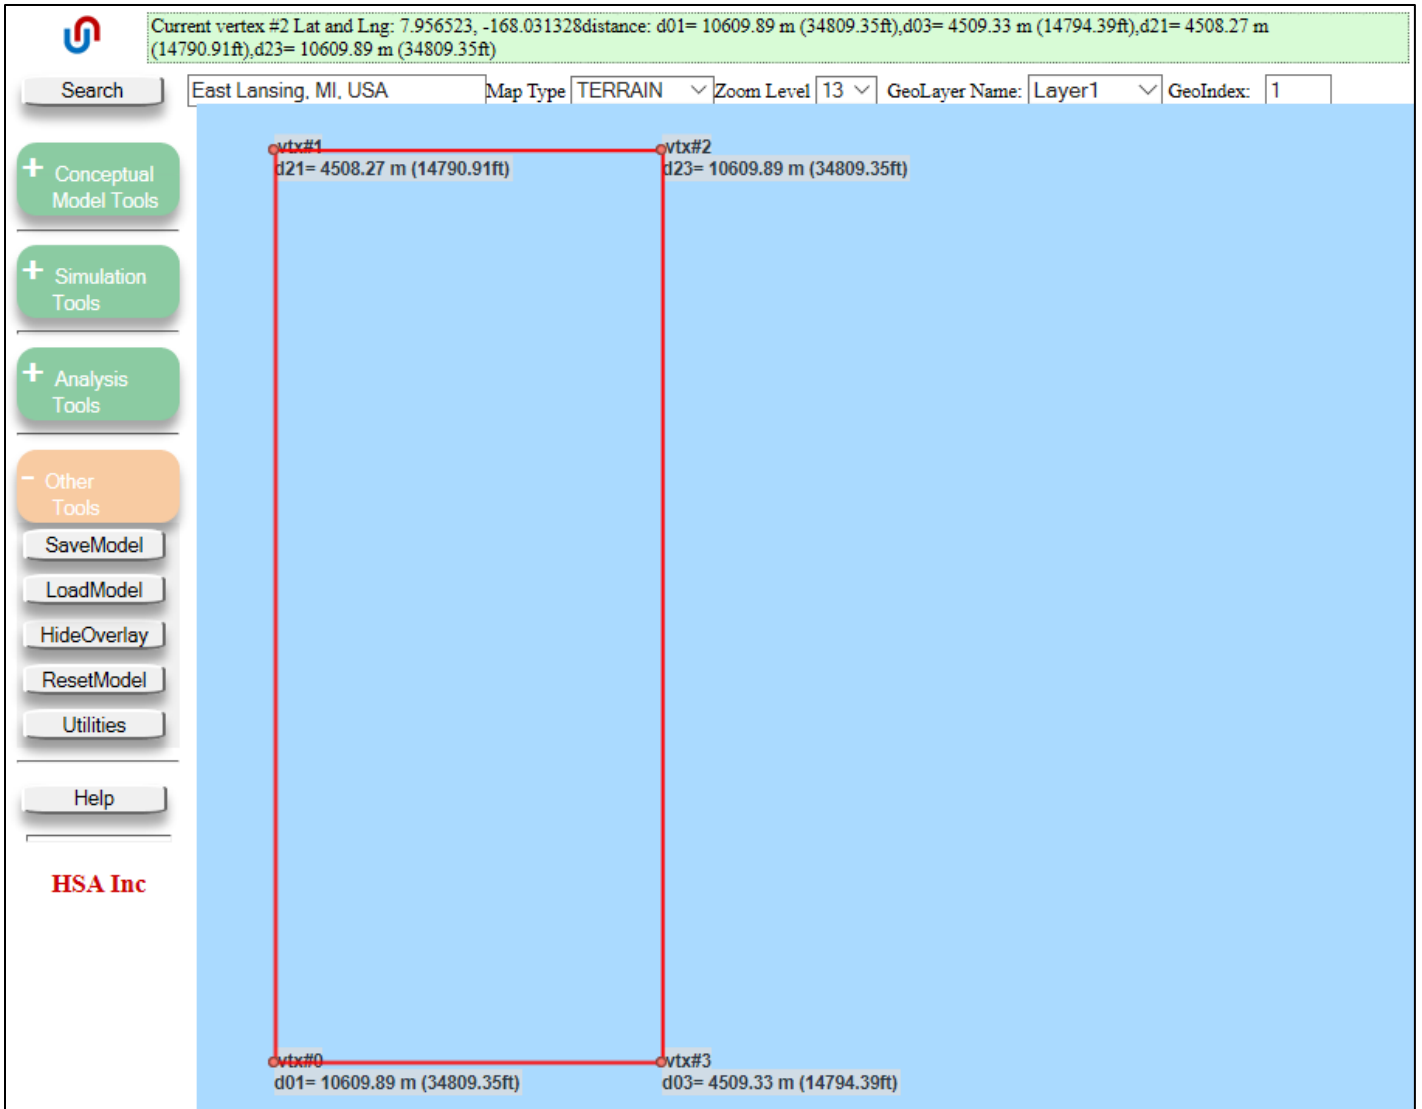 Current vertex #2 Lat and Lng: 7.956523, -168.031328distance: d01= 10609.89 m (34809.35ft),d03= 4509.33 m (14794.39ft),d21= 4508.27 m
(14790.91ft),d23= 10609.89 m (34809.35ft)
Search East Lansing, MI, USA Map Type TERRAIN Zoom Level 13 GeoLayer Name: Layer1 GeoIndex: 1
vtx#1 vtx#2
d21= 4508.27 m (14790.91ft) d23= 10609.89 m (34809.35ft)
+ Conceptual
Model Tools
+ Simulation
Tools
+ Analysis
Tools
- Other
Tools
SaveModel
LoadModel
HideOverlay
ResetModel
Utilities
Help
HSA Inc
vtx#0 vtx#3
d01= 10609.89 m (34809.35ft) d03= 4509.33 m (14794.39ft)